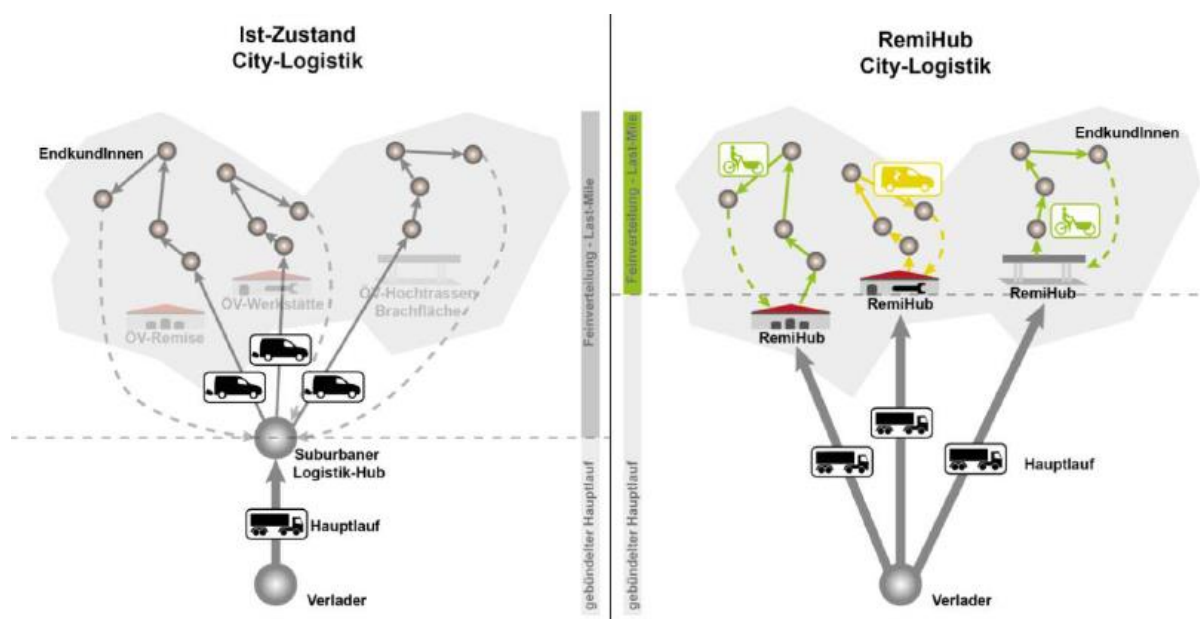 Ist-Zustand
City-Logistik
EndkundInnen
ÖV-Werkstätte
ÖV-Hochtrassen
Brachfläche
ÖV-Remise
Suburbaner
Logistik-Hub
Hauptlauf
Verlader
Feinverteilung - Last-Mile
gebündelter Hauptlauf
RemiHub
City-Logistik
Feinverteilung - Last-Mile
gebündelter Hauptlauf
EndkundInnen
RemiHub
RemiHub
RemiHub
Hauptlauf
Verlader